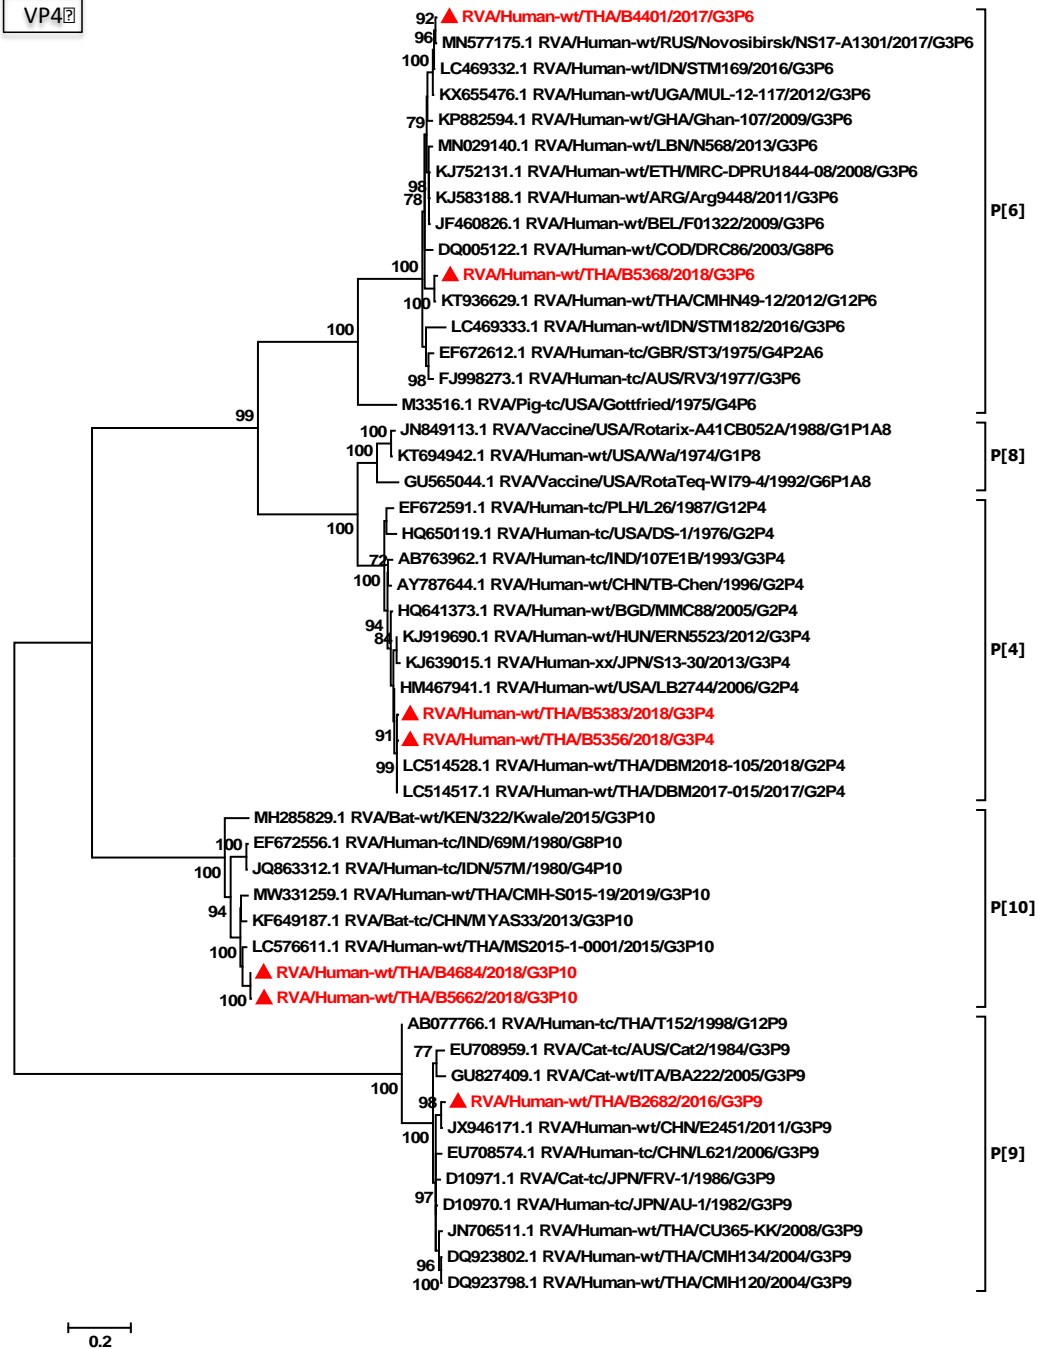 VP4
92 RVA/Human-wt/THA/B4401/2017/G3P6
96 MN577175.1 RVA/Human-wt/RUS/Novosibirsk/NS17-A1301/2017/G3P6
100 LC469332.1 RVA/Human-wt/IDN/STM169/2016/G3P6
KX655476.1 RVA/Human-wt/UGA/MUL-12-117/2012/G3P6
79 KP882594.1 RVA/Human-wt/GHA/Ghan-107/2009/G3P6
MN029140.1 RVA/Human-wt/LBN/N568/2013/G3P6
KJ752131.1 RVA/Human-wt/ETH/MRC-DPRU1844-08/2008/G3P6
98
78 KJ583188.1 RVA/Human-wt/ARG/Arg9448/2011/G3P6
P[6]
JF460826.1 RVA/Human-wt/BEL/F01322/2009/G3P6
DQ005122.1 RVA/Human-wt/COD/DRC86/2003/G8P6
100 RVA/Human-wt/THA/B5368/2018/G3P6
100 KT936629.1 RVA/Human-wt/THA/CMHN49-12/2012/G12P6
100 LC469333.1 RVA/Human-wt/IDN/STM182/2016/G3P6
EF672612.1 RVA/Human-tc/GBR/ST3/1975/G4P2A6
98 FJ998273.1 RVA/Human-tc/AUS/RV3/1977/G3P6
M33516.1 RVA/Pig-tc/USA/Gottfried/1975/G4P6
99
100 JN849113.1 RVA/Vaccine/USA/Rotarix-A41CB052A/1988/G1P1A8
100 KT694942.1 RVA/Human-wt/USA/Wa/1974/G1P8
P[8]
GU565044.1 RVA/Vaccine/USA/RotaTeq-WI79-4/1992/G6P1A8
EF672591.1 RVA/Human-tc/PLH/L26/1987/G12P4
100 HQ650119.1 RVA/Human-tc/USA/DS-1/1976/G2P4
72 AB763962.1 RVA/Human-tc/IND/107E1B/1993/G3P4
100 AY787644.1 RVA/Human-wt/CHN/TB-Chen/1996/G2P4
HQ641373.1 RVA/Human-wt/BGD/MMC88/2005/G2P4
94
84 KJ919690.1 RVA/Human-wt/HUN/ERN5523/2012/G3P4
P[4]
KJ639015.1 RVA/Human-xx/JPN/S13-30/2013/G3P4
HM467941.1 RVA/Human-wt/USA/LB2744/2006/G2P4
RVA/Human-wt/THA/B5383/2018/G3P4
91 RVA/Human-wt/THA/B5356/2018/G3P4
99 LC514528.1 RVA/Human-wt/THA/DBM2018-105/2018/G2P4
LC514517.1 RVA/Human-wt/THA/DBM2017-015/2017/G2P4
MH285829.1 RVA/Bat-wt/KEN/322/Kwale/2015/G3P10
100 EF672556.1 RVA/Human-tc/IND/69M/1980/G8P10
100 JQ863312.1 RVA/Human-tc/IDN/57M/1980/G4P10
MW331259.1 RVA/Human-wt/THA/CMH-S015-19/2019/G3P10
P[10]
94 KF649187.1 RVA/Bat-tc/CHN/MYAS33/2013/G3P10
100 LC576611.1 RVA/Human-wt/THA/MS2015-1-0001/2015/G3P10
RVA/Human-wt/THA/B4684/2018/G3P10
100 RVA/Human-wt/THA/B5662/2018/G3P10
AB077766.1 RVA/Human-tc/THA/T152/1998/G12P9
77 EU708959.1 RVA/Cat-tc/AUS/Cat2/1984/G3P9
100 GU827409.1 RVA/Cat-wt/ITA/BA222/2005/G3P9
98 RVA/Human-wt/THA/B2682/2016/G3P9
100 JX946171.1 RVA/Human-wt/CHN/E2451/2011/G3P9
EU708574.1 RVA/Human-tc/CHN/L621/2006/G3P9
P[9]
D10971.1 RVA/Cat-tc/JPN/FRV-1/1986/G3P9
97 D10970.1 RVA/Human-tc/JPN/AU-1/1982/G3P9
JN706511.1 RVA/Human-wt/THA/CU365-KK/2008/G3P9
96 DQ923802.1 RVA/Human-wt/THA/CMH134/2004/G3P9
100 DQ923798.1 RVA/Human-wt/THA/CMH120/2004/G3P9
0.2